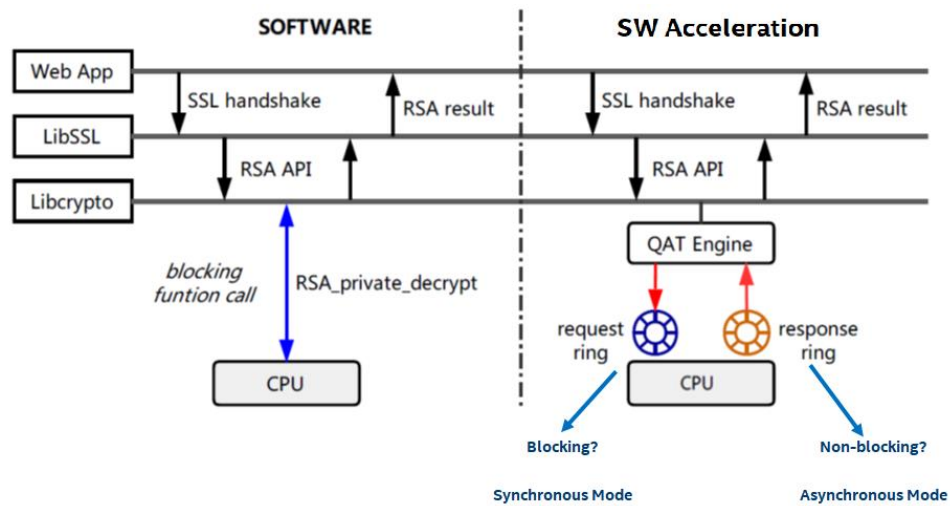 SOFTWARE
SW Acceleration
Web App
SSL handshake
RSA result
SSL handshake
RSA result
LibSSL
RSA API
RSA API
Libcrypto
QAT Engine
blocking
funtion call
RSA_private_decrypt
request
ring
response
ring
CPU
CPU
Blocking?
Non-blocking?
Synchronous Mode
Asynchronous Mode